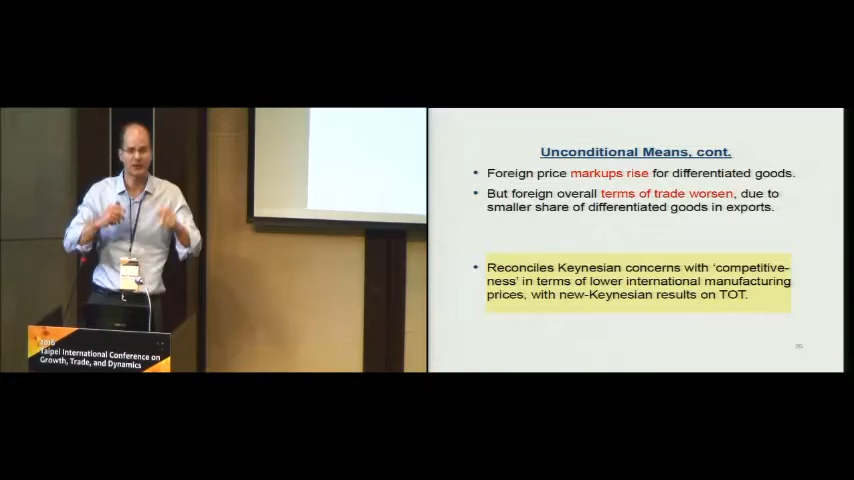 2016
Taipei International Conference on
Growth, Trade, and Dynamics
Unconditional Means, cont.
• Foreign price markups rise for differentiated goods.
• But foreign overall terms of trade worsen, due to
smaller share of differentiated goods in exports.
• Reconciles Keynesian concerns with 'competitive-
ness' in terms of lower international manufacturing
prices, with new-Keynesian results on TOT.